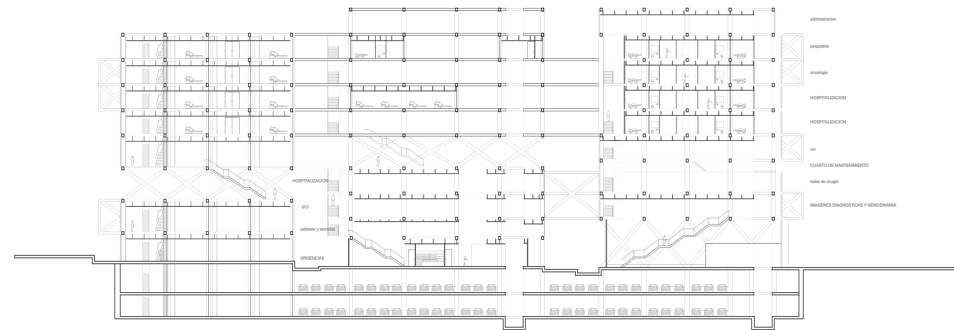 administracion
psiquiatria
oncologia
HOSPITALIZACION
HOSPITALIZACION
uci
CUARTO DE MANTENIMIENTO
salas de cirugia
IMAGENES DIAGNOSTICAS Y HEMODINAMIA
HOSPITALIZACION
UCI
cafeteria y servicios
URGENCIAS